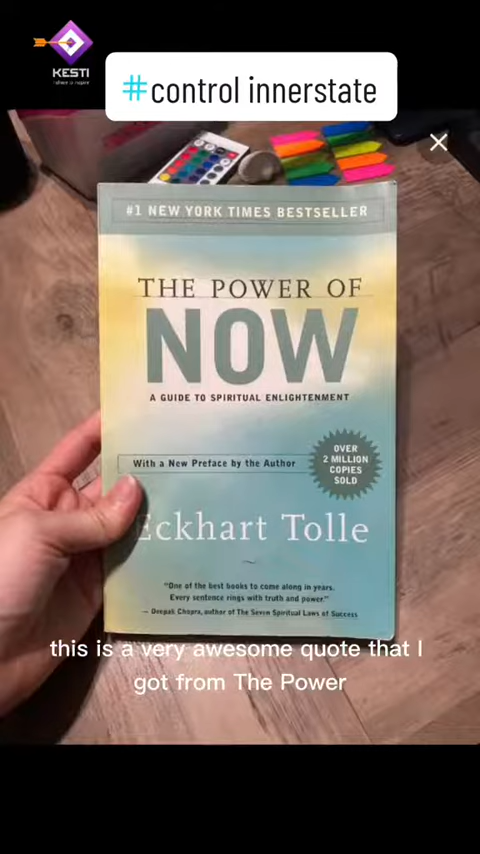 KESTI
#control innerstate
#1 NEW YORK TIMES BESTSELLER
THE POWER OF
NOW
A GUIDE TO SPIRITUAL ENLIGHTENMENT
With a New Preface by the Author
OVER
2 MILLION
COPIES
SOLD
Eckhart Tolle
"One of the best books to come along in years.
Every sentence rings with truth and power."
— Deepak Chopra, author of The Seven Spiritual Laws of Success
this is a very awesome quote that I
got from The Power